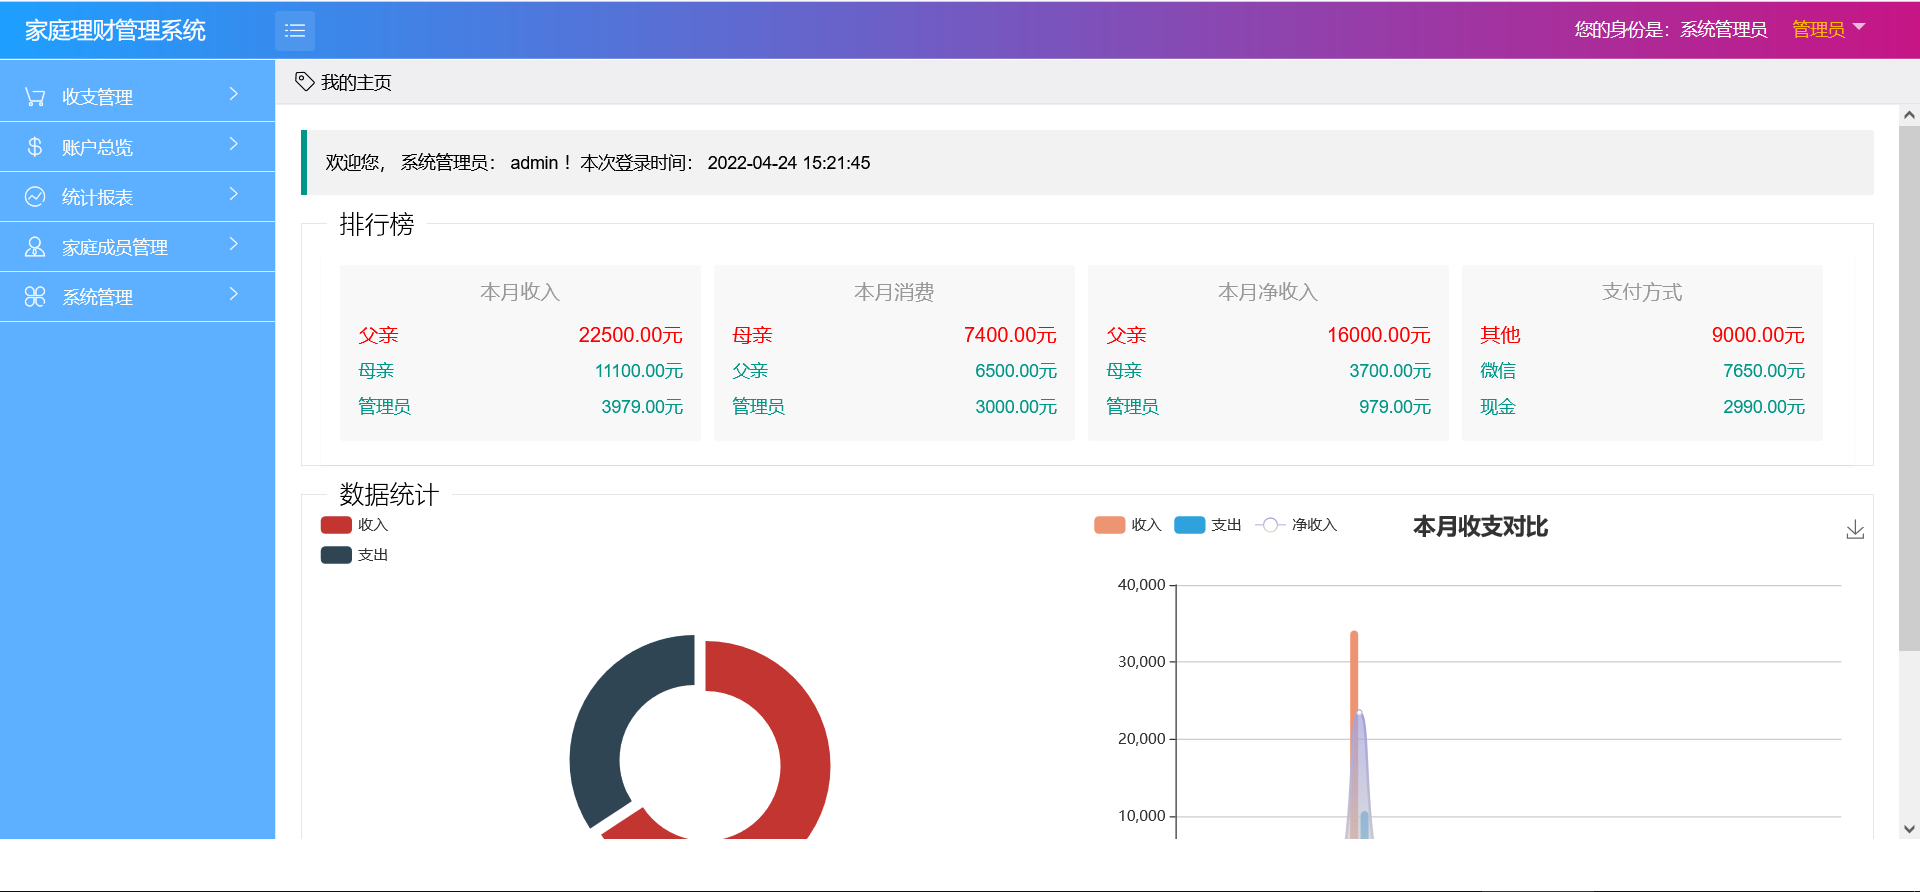 家庭理财管理系统
您的身份是：系统管理员 管理员
收支管理
账户总览
统计报表
家庭成员管理
系统管理
我的主页
欢迎您， 系统管理员： admin ！ 本次登录时间： 2022-04-24 15:21:45
排行榜
本月收入
父亲 22500.00元
母亲 11100.00元
管理员 3979.00元
本月消费
母亲 7400.00元
父亲 6500.00元
管理员 3000.00元
本月净收入
父亲 16000.00元
母亲 3700.00元
管理员 979.00元
支付方式
其他 9000.00元
微信 7650.00元
现金 2990.00元
数据统计
收入
支出
收入 支出 净收入 本月收支对比
40,000
30,000
20,000
10,000